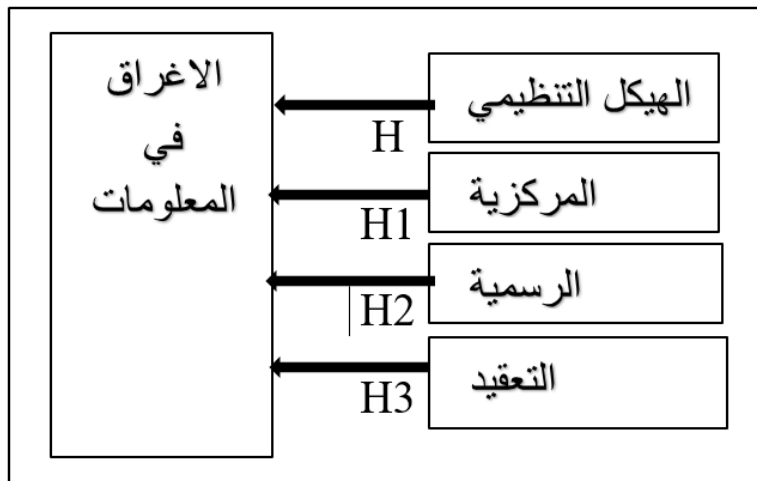 الهيكل التنظيمي
H
المركزية
H1
الرسمية
H2
التعقيد
H3
الاغراق
في
المعلومات